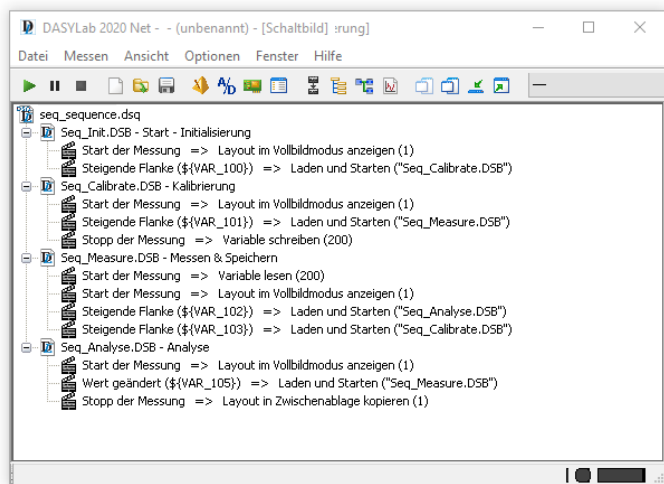 DASYLab 2020 Net - - (unbenannt) - [Schaltbild] :rung]
Datei Messen Ansicht Optionen Fenster Hilfe
seq_sequence.dsq
Seq_Init.DSB - Start - Initialisierung
Start der Messung => Layout im Vollbildmodus anzeigen (1)
Steigende Flanke (${VAR_100}) => Laden und Starten ("Seq_Calibrate.DSB")
Seq_Calibrate.DSB - Kalibrierung
Start der Messung => Layout im Vollbildmodus anzeigen (1)
Steigende Flanke (${VAR_101}) => Laden und Starten ("Seq_Measure.DSB")
Stopp der Messung => Variable schreiben (200)
Seq_Measure.DSB - Messen & Speichern
Start der Messung => Variable lesen (200)
Start der Messung => Layout im Vollbildmodus anzeigen (1)
Steigende Flanke (${VAR_102}) => Laden und Starten ("Seq_Analyse.DSB")
Steigende Flanke (${VAR_103}) => Laden und Starten ("Seq_Calibrate.DSB")
Seq_Analyse.DSB - Analyse
Start der Messung => Layout im Vollbildmodus anzeigen (1)
Wert geändert (${VAR_105}) => Laden und Starten ("Seq_Measure.DSB")
Stopp der Messung => Layout in Zwischenablage kopieren (1)